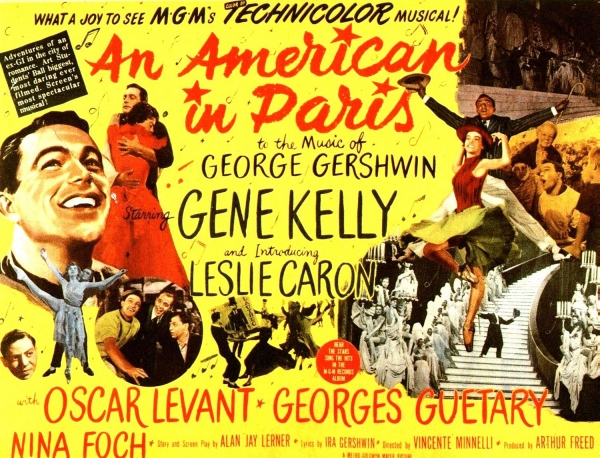 WHAT A JOY TO SEE M·G·M's COLOR BY TECHNICOLOR MUSICAL!
Adventures of an
ex-GI in the city of
romance. Art Stu-
dents' Ball biggest,
most daring ever
filmed. Screen's
most spectacular
musical!
An American
in Paris
to the Music of
GEORGE GERSHWIN
Starring GENE KELLY
and Introducing
LESLIE CARON
HEAR
THE STARS
SING THE HITS
IN THE
M-G-M RECORDS
ALBUM
with OSCAR LEVANT · GEORGES GUETARY
NINA FOCH · Story and Screen Play by ALAN JAY LERNER · Lyrics by IRA GERSHWIN · Directed by VINCENTE MINNELLI · Produced by ARTHUR FREED
A METRO-GOLDWYN-MAYER PICTURE